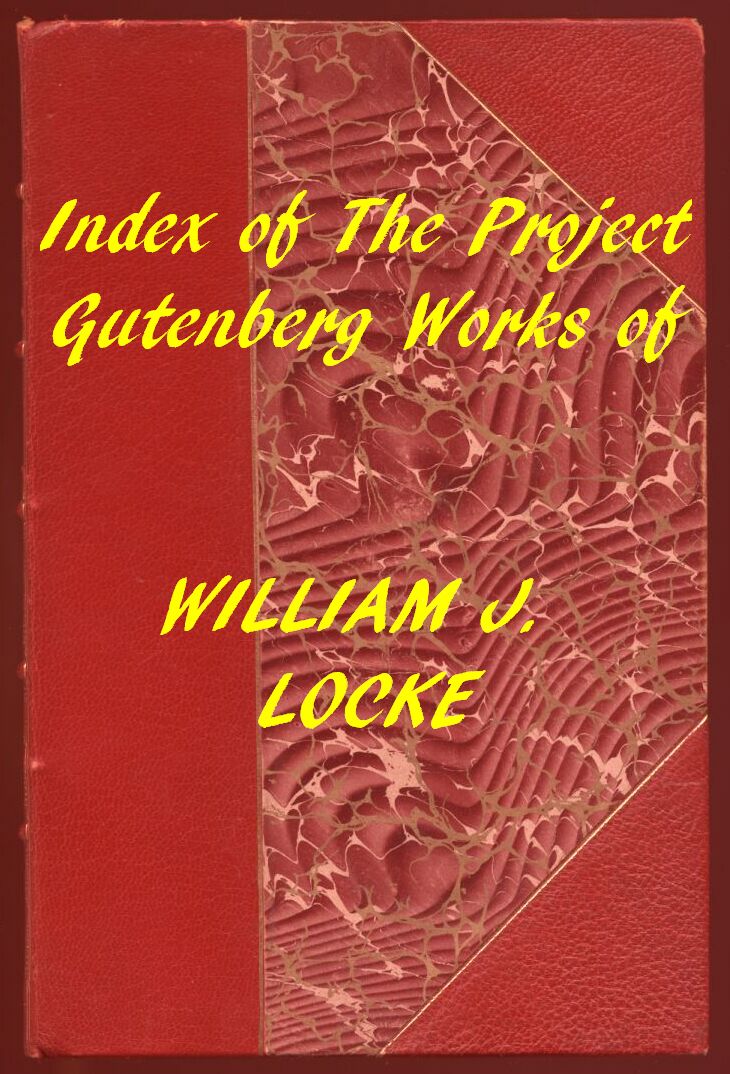 Index of The Project
Gutenberg Works of
WILLIAM J.
LOCKE